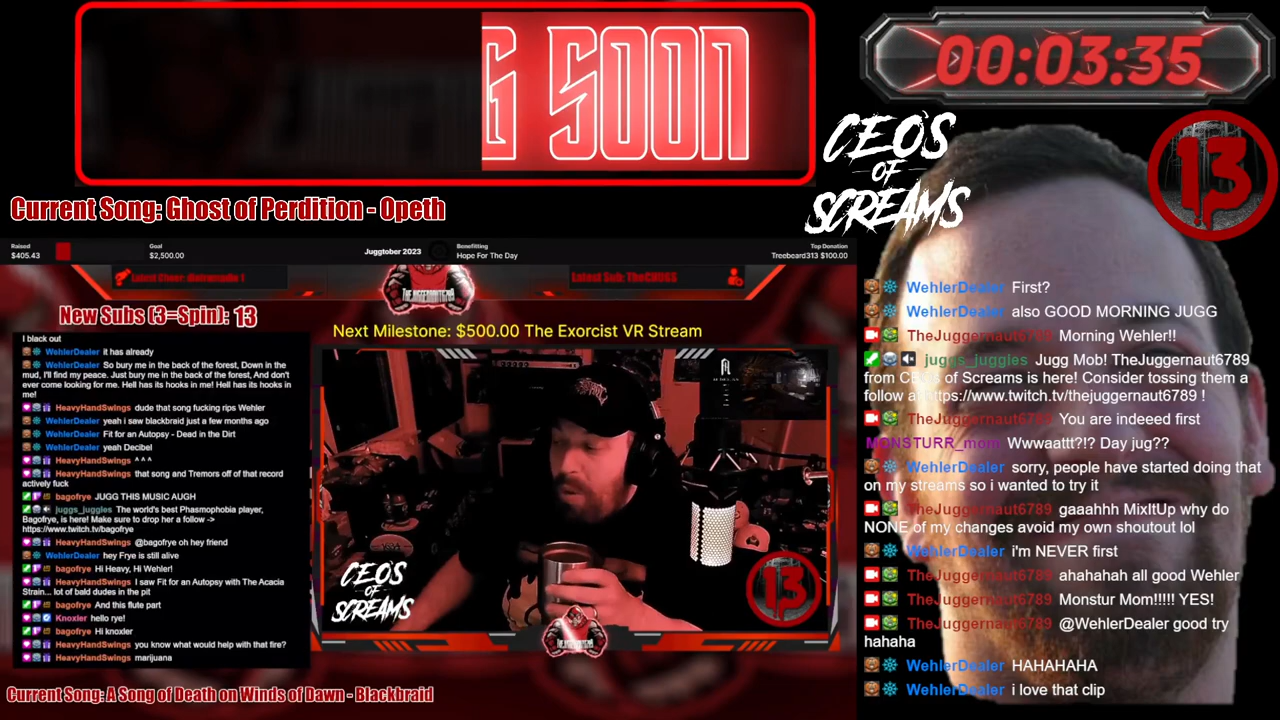 G SOON
00:03:35
CEO'S
OF
SCREAMS
13
Current Song: Ghost of Perdition - Opeth
Raised
$405.43
Goal
$2,500.00
Juggtober 2023
Benefitting
Hope For The Day
Top Donation
Treebeard313 $100.00
Latest Sub: TheCHUGS
New Subs (3=Spin): 13
Next Milestone: $500.00 The Exorcist VR Stream
I black out
WehlerDealer it has already
WehlerDealer So bury me in the back of the forest, Down in the
mud, I'll find my peace. Just bury me in the back of the forest, And don't
ever come looking for me. Hell has its hooks in me! Hell has its hooks in
me!
HeavyHandSwings dude that song fucking rips Wehler
WehlerDealer yeah i saw blackbraid just a few months ago
WehlerDealer Fit for an Autopsy - Dead in the Dirt
WehlerDealer yeah Decibel
HeavyHandSwings ^ ^ ^
HeavyHandSwings that song and Tremors off of that record
actively fuck
bagofrye JUGG THIS MUSIC AUGH
juggs_juggles The world's best Phasmophobia player,
Bagofrye, is here! Make sure to drop her a follow ->
https://www.twitch.tv/bagofrye
HeavyHandSwings @bagofrye oh hey friend
WehlerDealer hey Frye is still alive
bagofrye Hi Heavy, Hi Wehler!
HeavyHandSwings I saw Fit for an Autopsy with The Acacia
Strain... lot of bald dudes in the pit
bagofrye And this flute part
Knoxler hello rye!
bagofrye Hi knoxler
HeavyHandSwings you know what would help with that fire?
HeavyHandSwings marijuana
CEO'S
OF
SCREAMS
13
Current Song: A Song of Death on Winds of Dawn - Blackbraid
WehlerDealer First?
WehlerDealer also GOOD MORNING JUGG
TheJuggernaut6789 Morning Wehler!!
juggs_juggles Jugg Mob! TheJuggernaut6789
from CEOs of Screams is here! Consider tossing them a
follow at https://www.twitch.tv/thejuggernaut6789 !
TheJuggernaut6789 You are indeeed first
MONSTURR_mom Wwwaattt?!? Day jug??
WehlerDealer sorry, people have started doing that
on my streams so i wanted to try it
TheJuggernaut6789 gaaahhh MixItUp why do
NONE of my changes avoid my own shoutout lol
WehlerDealer i'm NEVER first
TheJuggernaut6789 ahahahah all good Wehler
TheJuggernaut6789 Monstur Mom!!!!! YES!
TheJuggernaut6789 @WehlerDealer good try
hahaha
WehlerDealer HAHAHAHA
WehlerDealer i love that clip